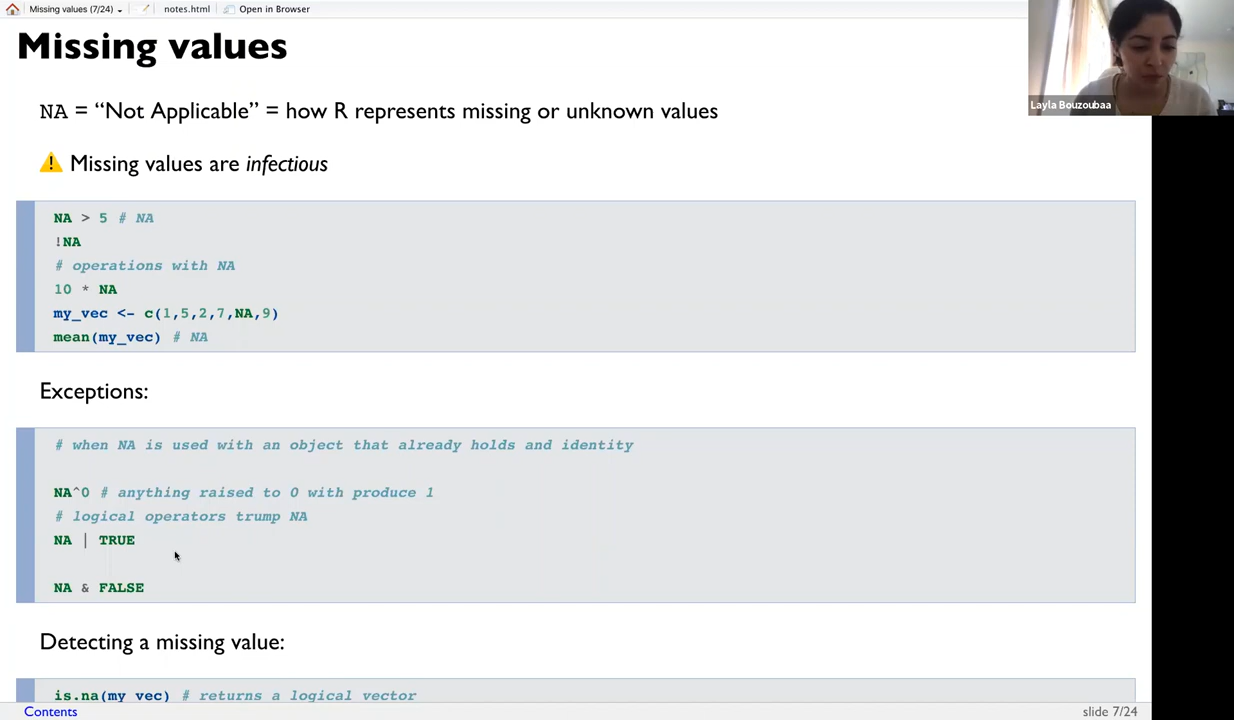 Missing values (7/24)
notes.html
Open in Browser
Missing values
Layla Bouzoubaa
NA = “Not Applicable” = how R represents missing or unknown values
Missing values are infectious
NA > 5 # NA
!NA
# operations with NA
10 * NA
my_vec <- c(1,5,2,7,NA,9)
mean(my_vec) # NA
Exceptions:
# when NA is used with an object that already holds and identity
NA^0 # anything raised to 0 with produce 1
# logical operators trump NA
NA | TRUE
NA & FALSE
Detecting a missing value:
is.na(my_vec) # returns a logical vector
Contents
slide 7/24